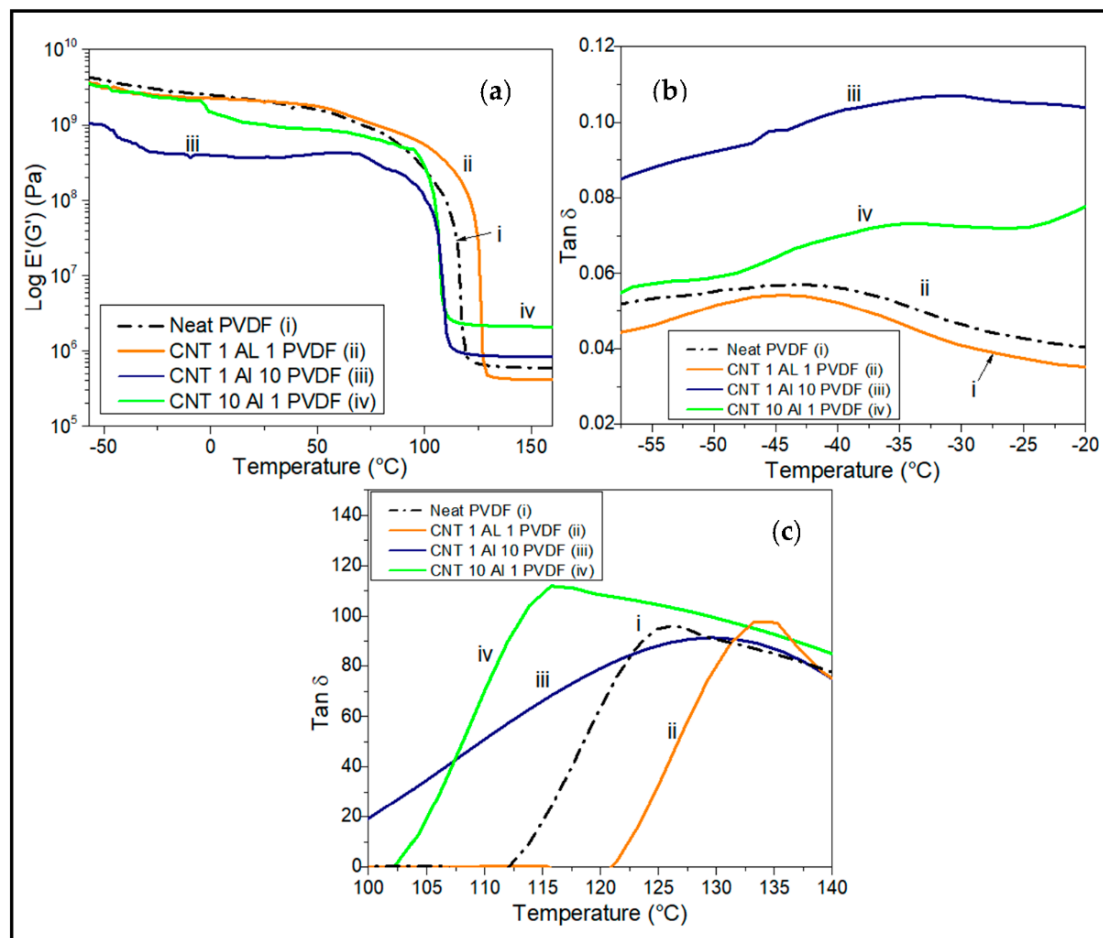 (a)
Log E'(G') (Pa)
10^10
10^9
10^8
10^7
10^6
10^5
iii
ii
i
iv
Neat PVDF (i)
CNT 1 AL 1 PVDF (ii)
CNT 1 Al 10 PVDF (iii)
CNT 10 Al 1 PVDF (iv)
-50 0 50 100 150
Temperature (°C)
(b)
Tan δ
0.12
0.10
0.08
0.06
0.04
0.02
iii
iv
ii
i
Neat PVDF (i)
CNT 1 AL 1 PVDF (ii)
CNT 1 Al 10 PVDF (iii)
CNT 10 Al 1 PVDF (iv)
-55 -50 -45 -40 -35 -30 -25 -20
Temperature (°C)
(c)
Tan δ
140
120
100
80
60
40
20
0
Neat PVDF (i)
CNT 1 AL 1 PVDF (ii)
CNT 1 Al 10 PVDF (iii)
CNT 10 Al 1 PVDF (iv)
i
iv
iii
ii
100 105 110 115 120 125 130 135 140
Temperature (°C)